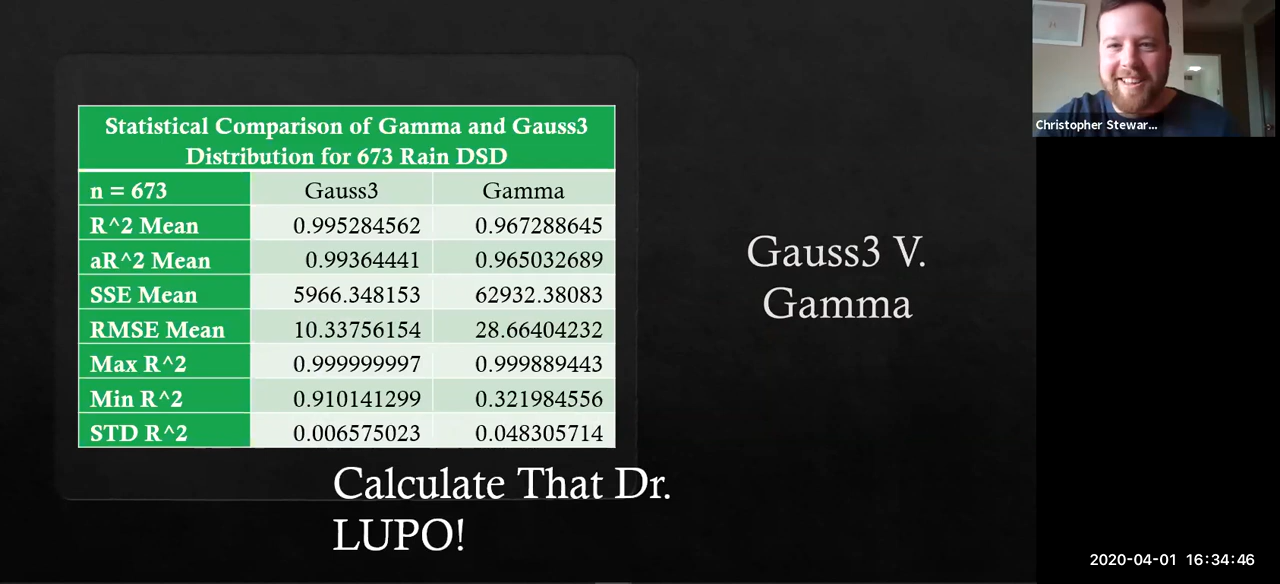 Statistical Comparison of Gamma and Gauss3
Distribution for 673 Rain DSD
n = 673 Gauss3 Gamma
R^2 Mean 0.995284562 0.967288645
aR^2 Mean 0.99364441 0.965032689
SSE Mean 5966.348153 62932.38083
RMSE Mean 10.33756154 28.66404232
Max R^2 0.999999997 0.999889443
Min R^2 0.910141299 0.321984556
STD R^2 0.006575023 0.048305714
Calculate That Dr.
LUPO!
Gauss3 V.
Gamma
Christopher Stewar...
2020-04-01 16:34:46